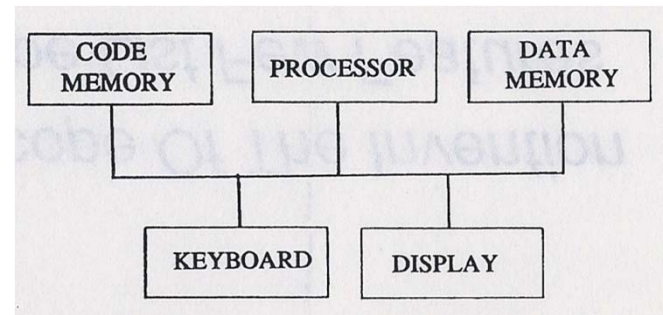 CODE
MEMORY
PROCESSOR
DATA
MEMORY
KEYBOARD
DISPLAY